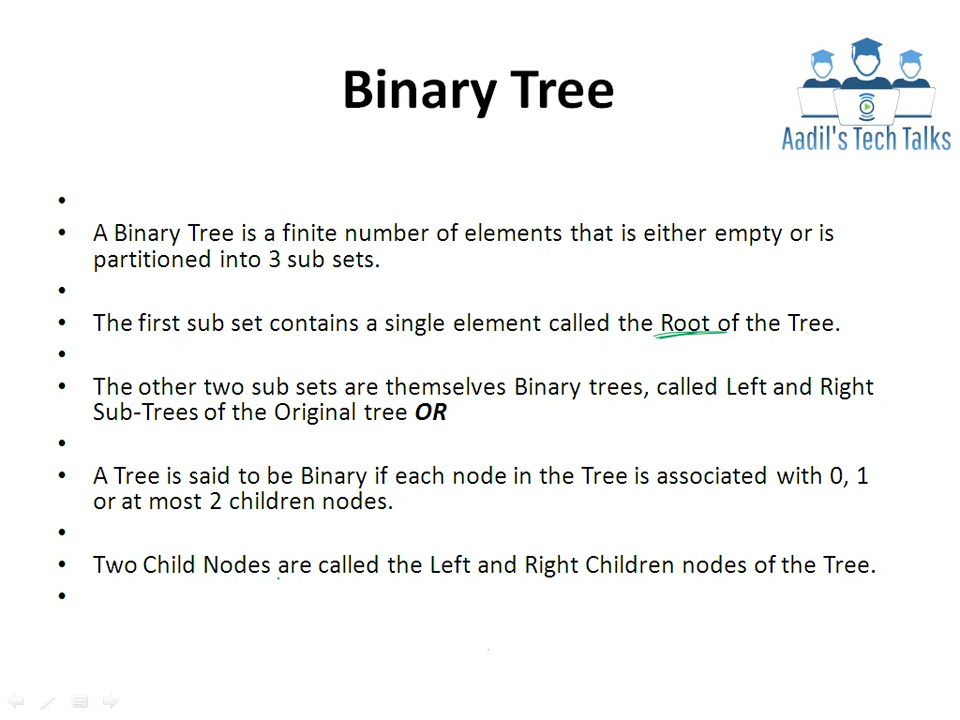 Binary Tree
Aadil's Tech Talks
•
• A Binary Tree is a finite number of elements that is either empty or is
partitioned into 3 sub sets.
•
• The first sub set contains a single element called the Root of the Tree.
•
• The other two sub sets are themselves Binary trees, called Left and Right
Sub-Trees of the Original tree OR
•
• A Tree is said to be Binary if each node in the Tree is associated with 0, 1
or at most 2 children nodes.
•
• Two Child Nodes are called the Left and Right Children nodes of the Tree.
•